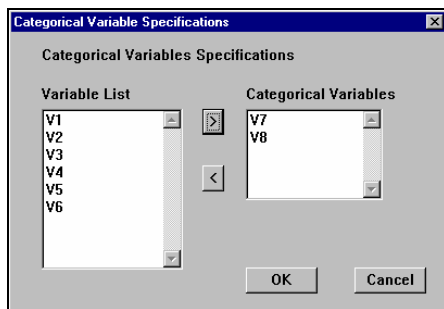 Categorical Variable Specifications
Categorical Variables Specifications
Variable List
Categorical Variables
V1
V2
V3
V4
V5
V6
>
<
V7
V8
OK
Cancel